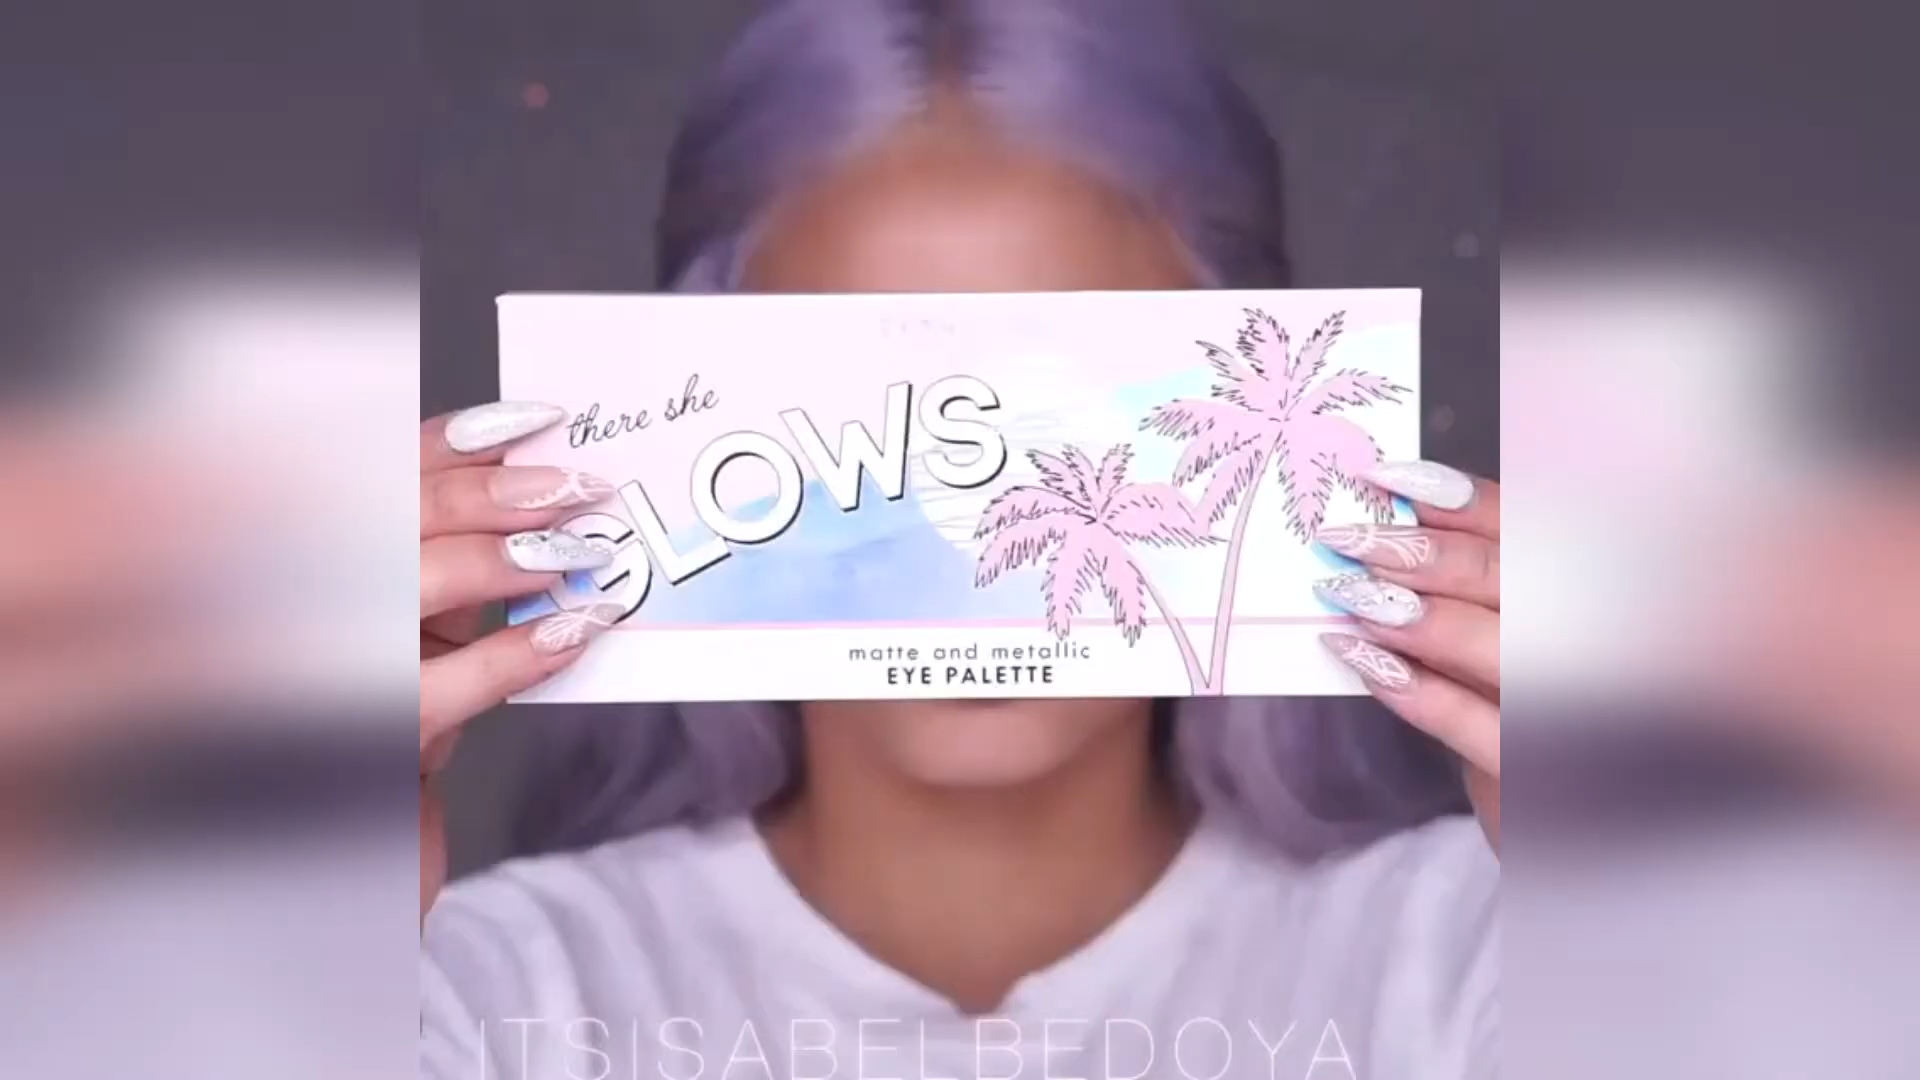 there she
GLOWS
matte and metallic
EYE PALETTE
ITSISABELBEDOYA